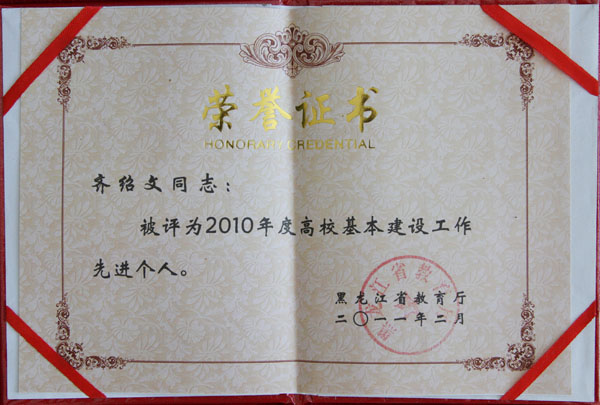 荣誉证书
HONORARY CREDENTIAL
齐绍文同志：
被评为2010年度高校基本建设工作
先进个人。
黑龙江省教育厅
二〇一一年二月